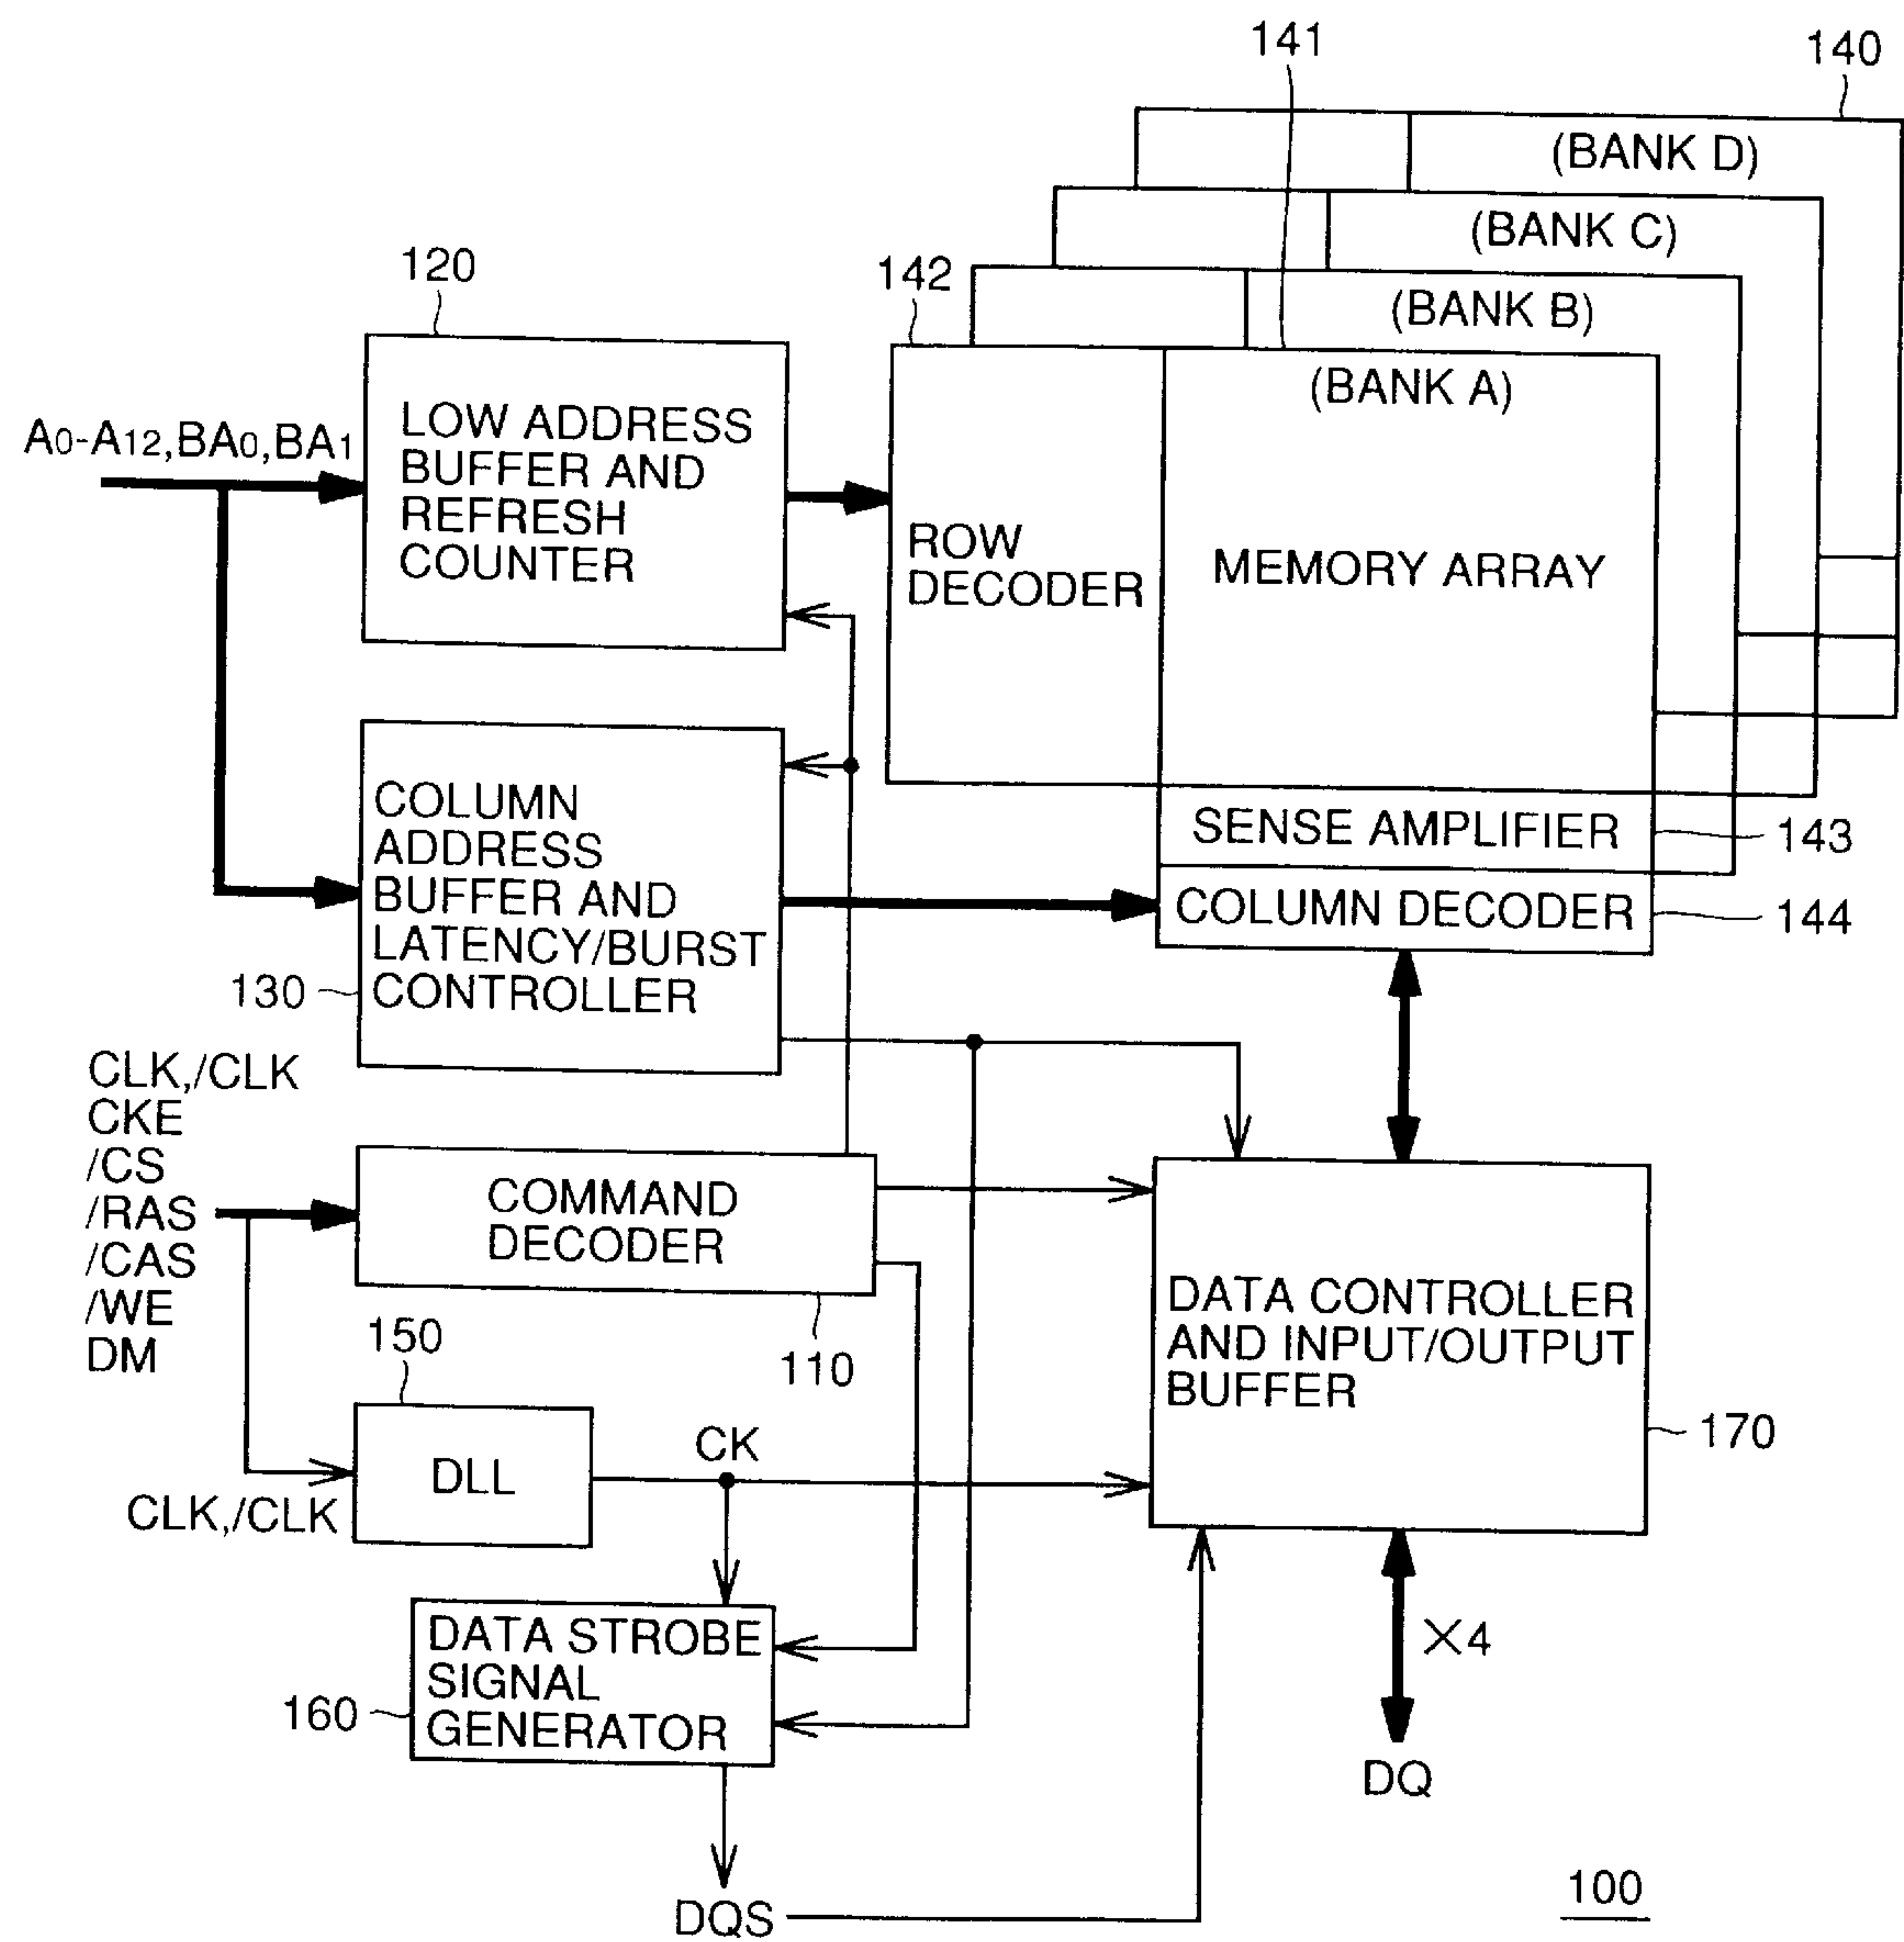 141
140
(BANK D)
(BANK C)
120
142
(BANK B)
(BANK A)
A0-A12,BA0,BA1
LOW ADDRESS
BUFFER AND
REFRESH
COUNTER
ROW
DECODER
MEMORY ARRAY
COLUMN
ADDRESS
BUFFER AND
LATENCY/BURST
CONTROLLER
130
SENSE AMPLIFIER
143
COLUMN DECODER
144
CLK,/CLK
CKE
/CS
/RAS
/CAS
/WE
DM
COMMAND
DECODER
110
150
DLL
CLK,/CLK
CK
DATA CONTROLLER
AND INPUT/OUTPUT
BUFFER
170
DATA STROBE
SIGNAL
GENERATOR
160
X4
DQ
DQS
100